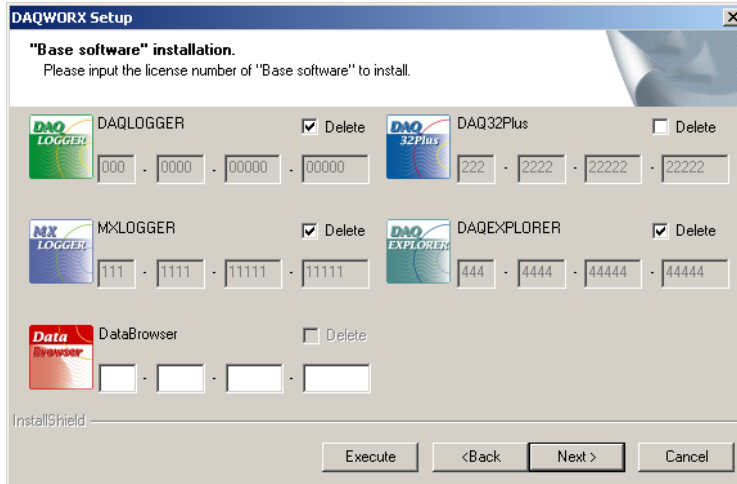 DAQWORX Setup
"Base software" installation.
Please input the license number of "Base software" to install.
DAQ LOGGER
DAQLOGGER
Delete
000 - 0000 - 00000 - 00000
DAQ 32Plus
DAQ32Plus
Delete
222 - 2222 - 22222 - 22222
MX LOGGER
MXLOGGER
Delete
111 - 1111 - 11111 - 11111
DAQ EXPLORER
DAQEXPLORER
Delete
444 - 4444 - 44444 - 44444
Data Browser
DataBrowser
Delete
- - -
InstallShield
Execute
<Back
Next >
Cancel